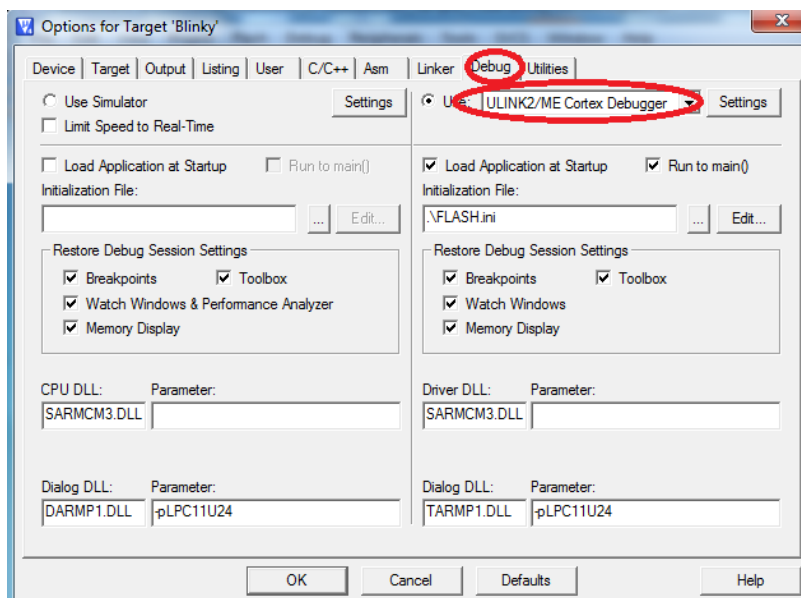 Options for Target 'Blinky'
Device Target Output Listing User C/C++ Asm Linker Debug Utilities
Use Simulator Settings
Limit Speed to Real-Time
Use: ULINK2/ME Cortex Debugger Settings
Load Application at Startup Run to main()
Initialization File:
... Edit...
Restore Debug Session Settings
Breakpoints Toolbox
Watch Windows & Performance Analyzer
Memory Display
CPU DLL: Parameter:
SARMCM3.DLL
Dialog DLL: Parameter:
DARMP1.DLL -pLPC11U24
Load Application at Startup Run to main()
Initialization File:
.\FLASH.ini ... Edit...
Restore Debug Session Settings
Breakpoints Toolbox
Watch Windows
Memory Display
Driver DLL: Parameter:
SARMCM3.DLL
Dialog DLL: Parameter:
TARMP1.DLL -pLPC11U24
OK Cancel Defaults Help